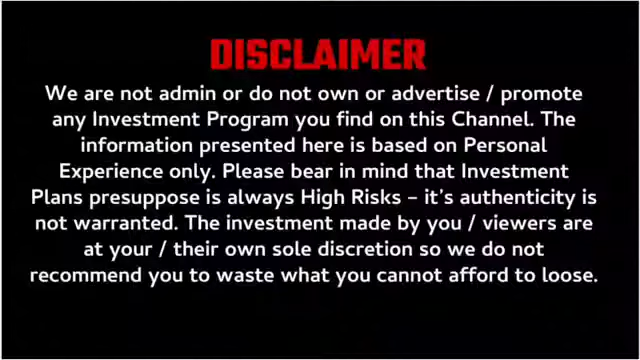 DISCLAIMER
We are not admin or do not own or advertise / promote
any Investment Program you find on this Channel. The
information presented here is based on Personal
Experience only. Please bear in mind that Investment
Plans presuppose is always High Risks – it's authenticity is
not warranted. The investment made by you / viewers are
at your / their own sole discretion so we do not
recommend you to waste what you cannot afford to loose.